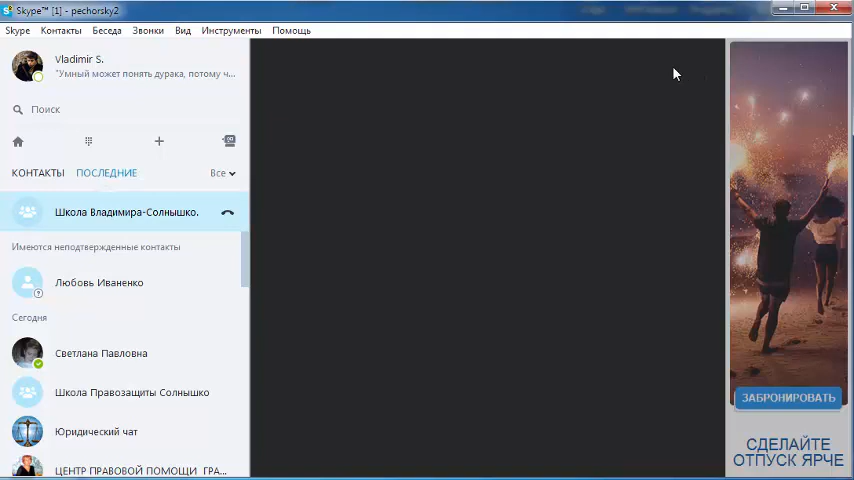 Skype™ [1] - pechorsky2
Skype Контакты Беседа Звонки Вид Инструменты Помощь
Vladimir S.
"Умный может понять дурака, потому ч...
Поиск
КОНТАКТЫ ПОСЛЕДНИЕ Все
Школа Владимира-Солнышко.
Имеются неподтвержденные контакты
Любовь Иваненко
Сегодня
Светлана Павловна
Школа Правозащиты Солнышко
Юридический чат
ЦЕНТР ПРАВОВОЙ ПОМОЩИ ГРА...
ЗАБРОНИРОВАТЬ
СДЕЛАЙТЕ
ОТПУСК ЯРЧЕ